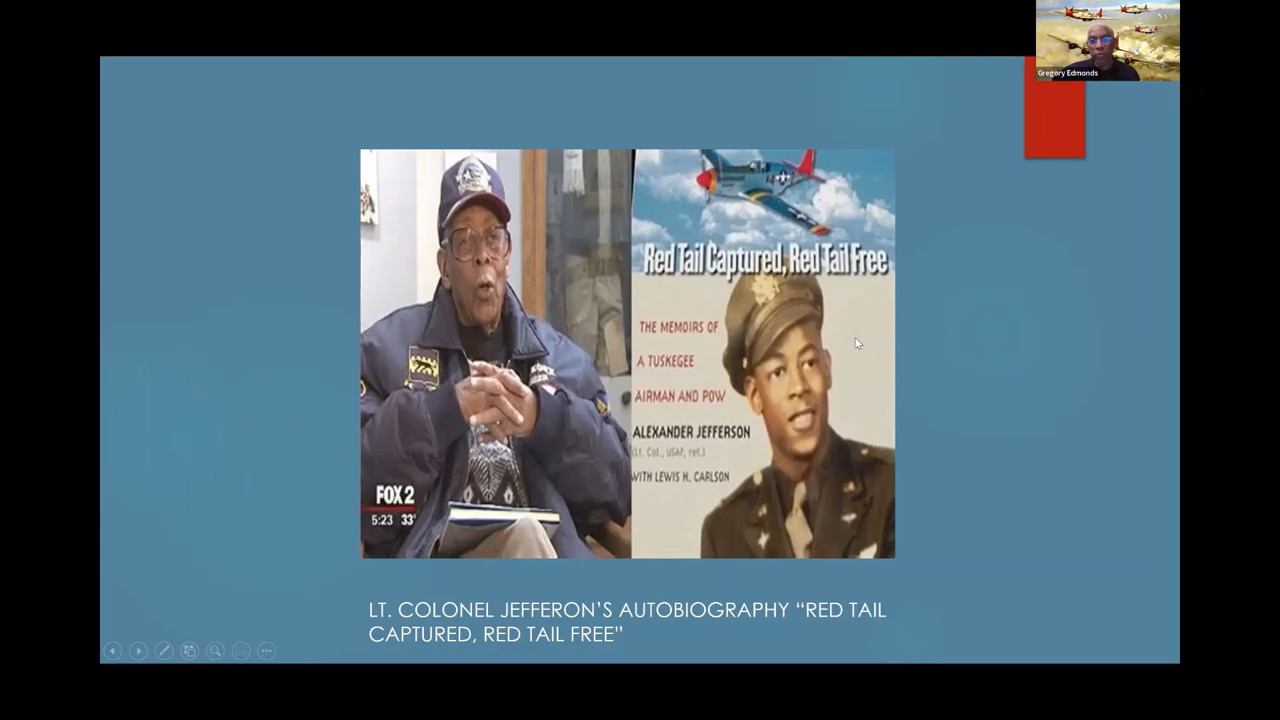 Gregory Edmonds
Red Tail Captured, Red Tail Free
THE MEMOIRS OF
A TUSKEGEE
AIRMAN AND POW
ALEXANDER JEFFERSON
(Lt. Col., USAF, ret.)
WITH LEWIS H. CARLSON
FOX 2
5:23 33°
LT. COLONEL JEFFERON’S AUTOBIOGRAPHY “RED TAIL
CAPTURED, RED TAIL FREE”